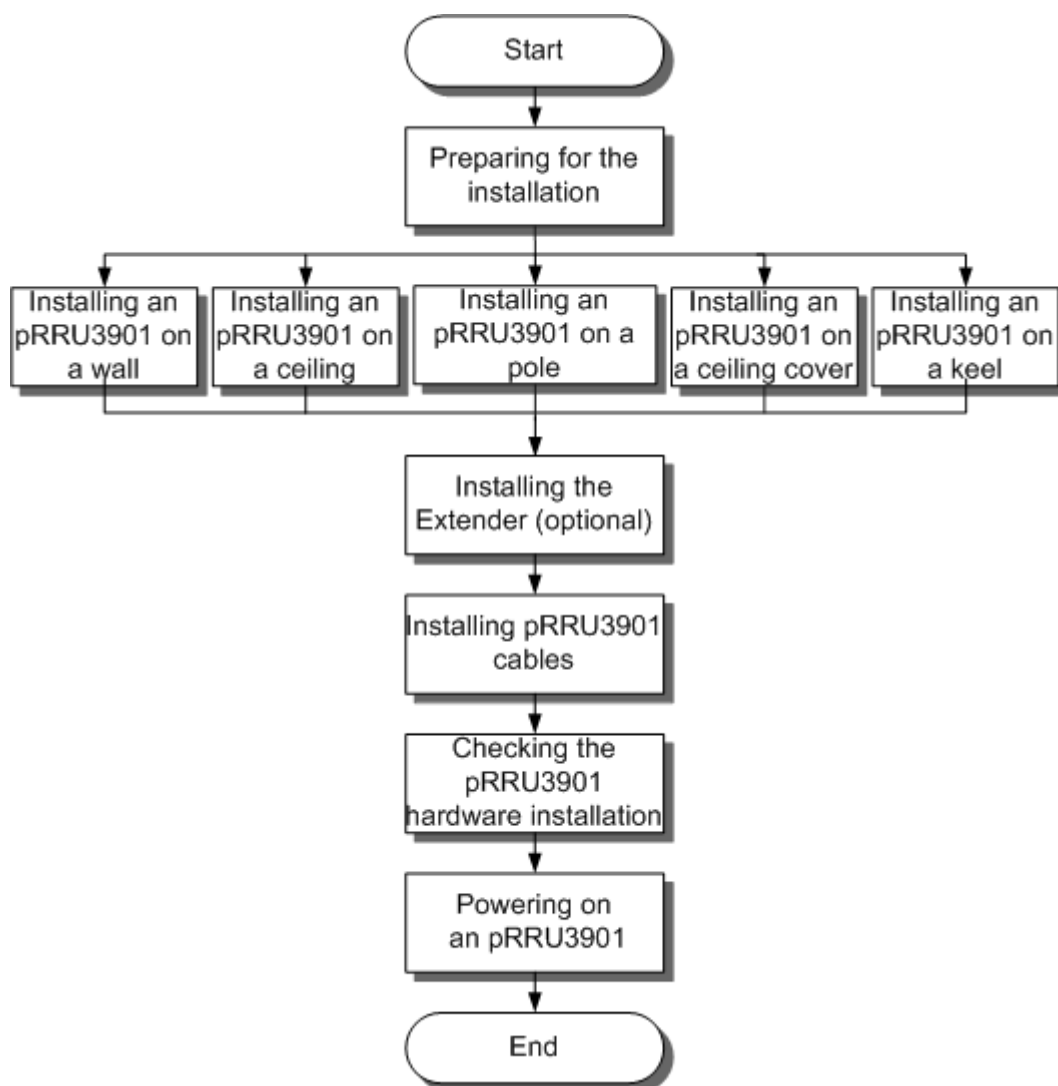 Start
Preparing for the
installation
Installing an
pRRU3901 on
a wall
Installing an
pRRU3901 on
a ceiling
Installing an
pRRU3901 on a
pole
Installing an
pRRU3901 on
a ceiling cover
Installing an
pRRU3901 on
a keel
Installing the
Extender (optional)
Installing pRRU3901
cables
Checking the
pRRU3901
hardware installation
Powering on
an pRRU3901
End